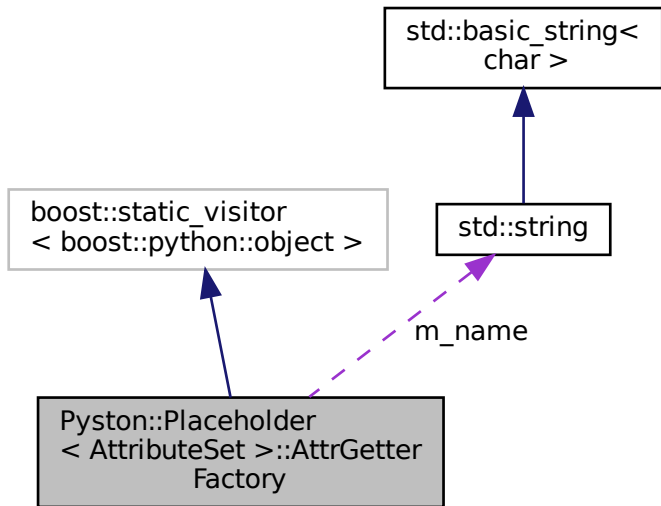 std::basic_string<
char >
boost::static_visitor
< boost::python::object >
std::string
m_name
Pyston::Placeholder
< AttributeSet >::AttrGetter
Factory